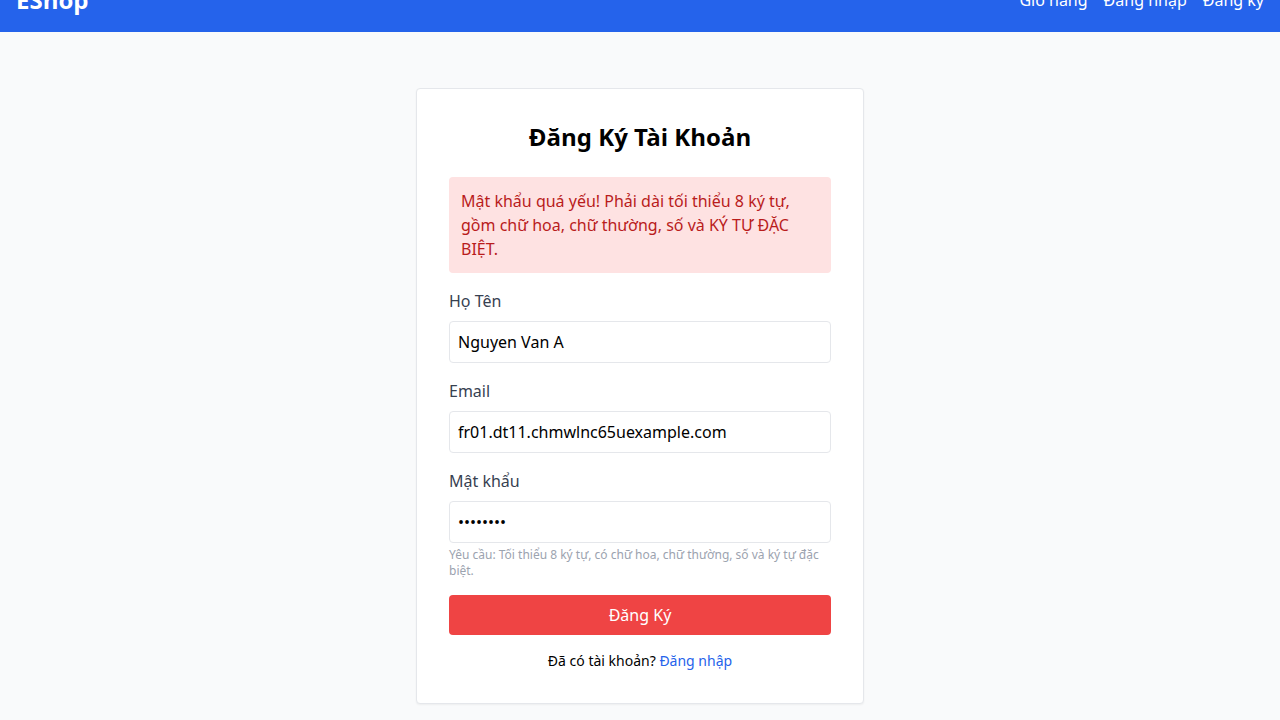 EShop
Giỏ hàng Đăng nhập Đăng ký
Đăng Ký Tài Khoản
Mật khẩu quá yếu! Phải dài tối thiểu 8 ký tự,
gồm chữ hoa, chữ thường, số và KÝ TỰ ĐẶC
BIỆT.
Họ Tên
Nguyen Van A
Email
fr01.dt11.chmwlnc65uexample.com
Mật khẩu
••••••••
Yêu cầu: Tối thiểu 8 ký tự, có chữ hoa, chữ thường, số và ký tự đặc
biệt.
Đăng Ký
Đã có tài khoản? Đăng nhập